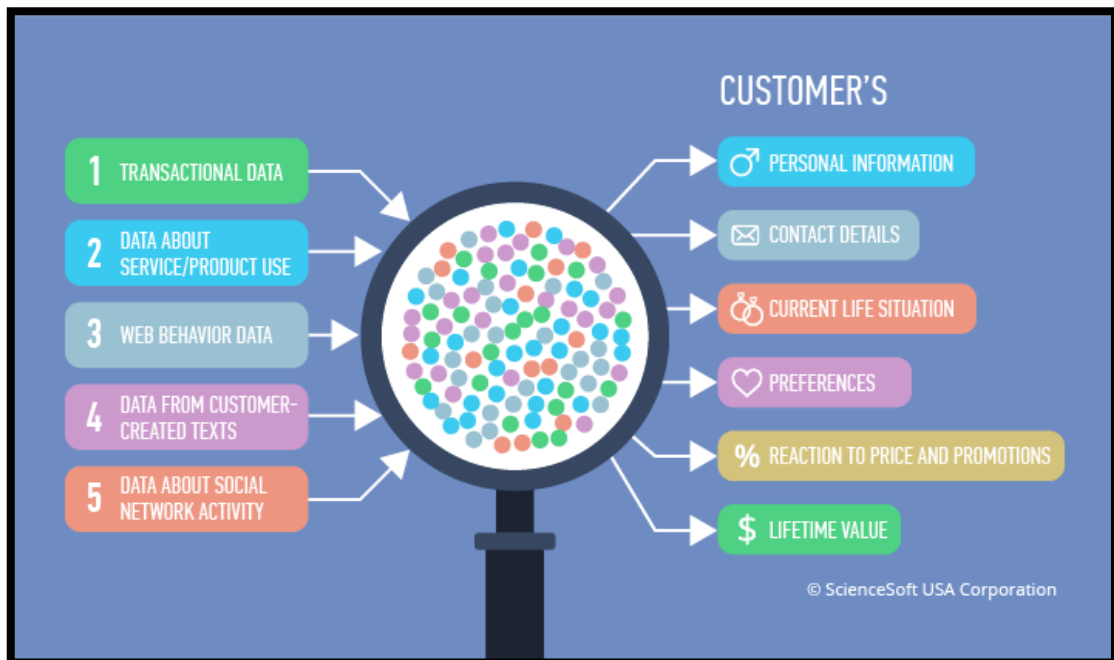 CUSTOMER'S
1 TRANSACTIONAL DATA
2 DATA ABOUT
SERVICE/PRODUCT USE
3 WEB BEHAVIOR DATA
4 DATA FROM CUSTOMER-
CREATED TEXTS
5 DATA ABOUT SOCIAL
NETWORK ACTIVITY
PERSONAL INFORMATION
CONTACT DETAILS
CURRENT LIFE SITUATION
PREFERENCES
% REACTION TO PRICE AND PROMOTIONS
$ LIFETIME VALUE
© ScienceSoft USA Corporation